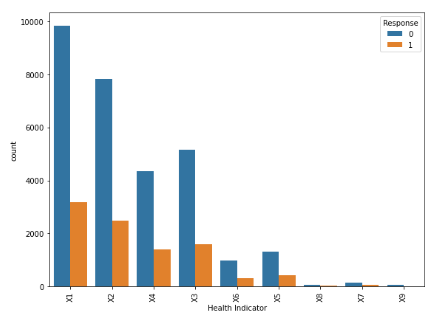 Response
0
1
10000
8000
6000
4000
2000
0
count
X1 X2 X4 X3 X6 X5 X8 X7 X9
Health Indicator